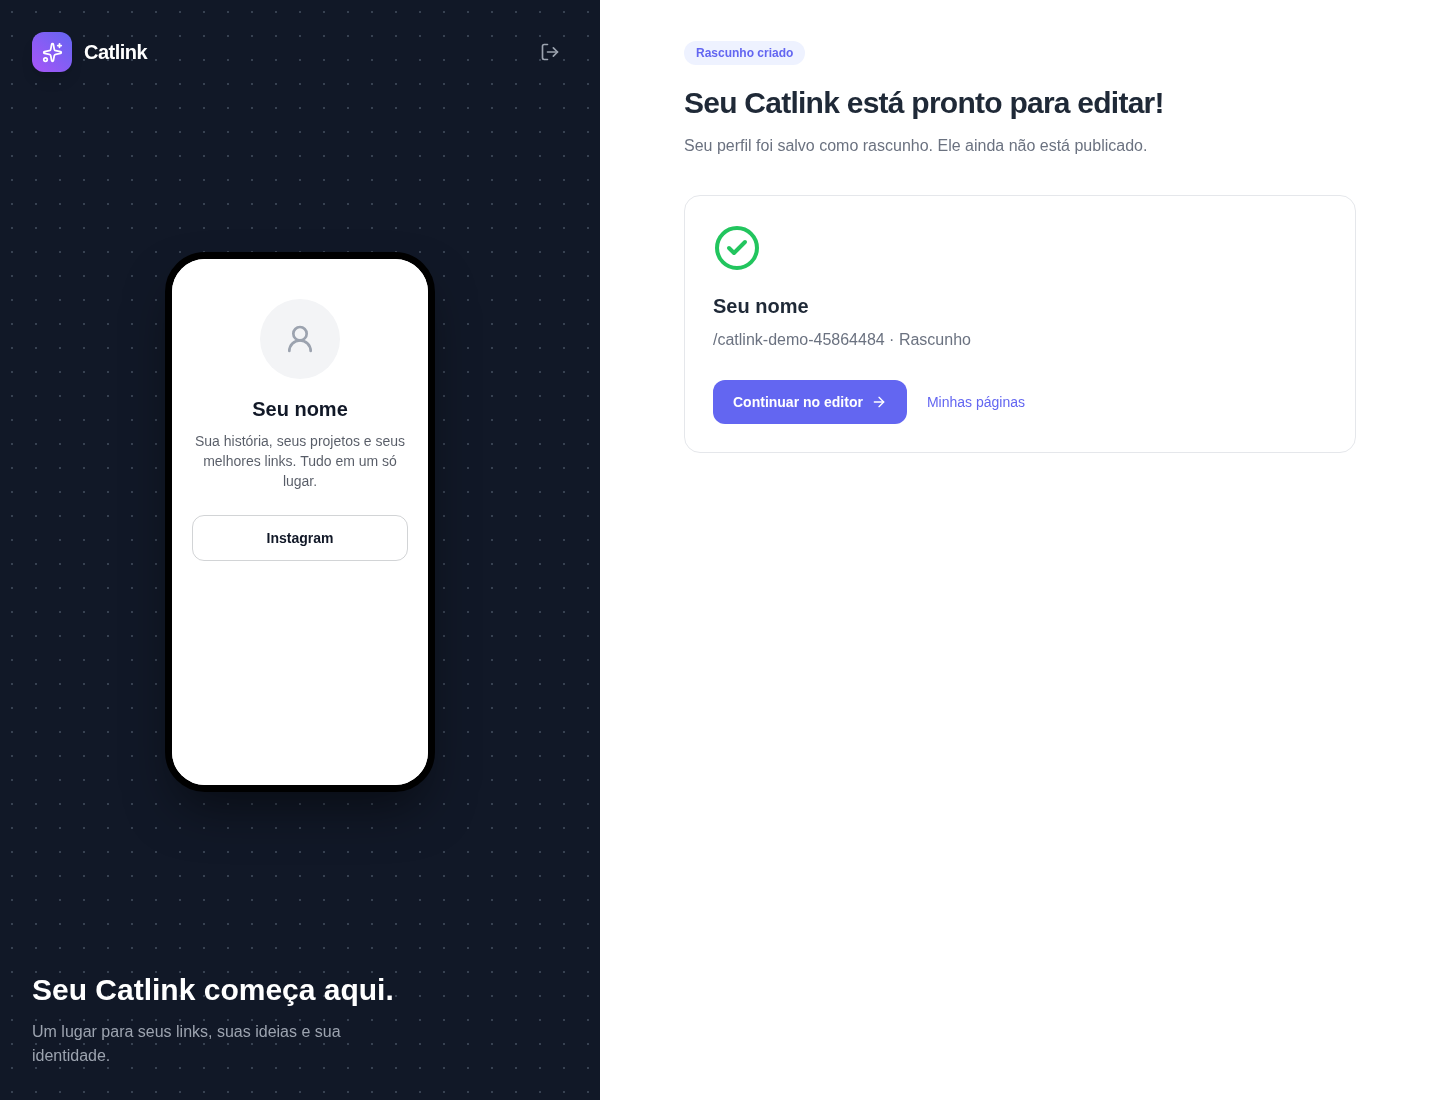 Catlink
Seu nome
Sua história, seus projetos e seus
melhores links. Tudo em um só
lugar.
Instagram
Seu Catlink começa aqui.
Um lugar para seus links, suas ideias e sua
identidade.
Rascunho criado
Seu Catlink está pronto para editar!
Seu perfil foi salvo como rascunho. Ele ainda não está publicado.
Seu nome
/catlink-demo-45864484 · Rascunho
Continuar no editor
Minhas páginas